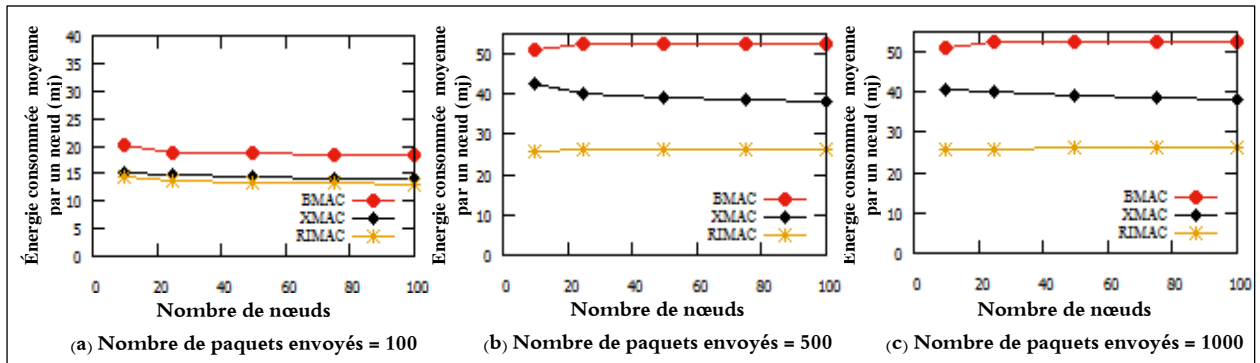 Énergie consommée moyenne
par un nœud (mj)
40
35
30
25
20
15
10
5
0
BMAC
XMAC
RIMAC
0 20 40 60 80 100
Nombre de nœuds
(a) Nombre de paquets envoyés = 100
Energie consommée moyenne
par un nœud (mj)
50
40
30
20
10
0
BMAC
XMAC
RIMAC
0 20 40 60 80 100
Nombre de nœuds
(b) Nombre de paquets envoyés = 500
Energie consommée moyenne
par un nœud (mj)
50
40
30
20
10
0
BMAC
XMAC
RIMAC
0 20 40 60 80 100
Nombre de nœuds
(c) Nombre de paquets envoyés = 1000